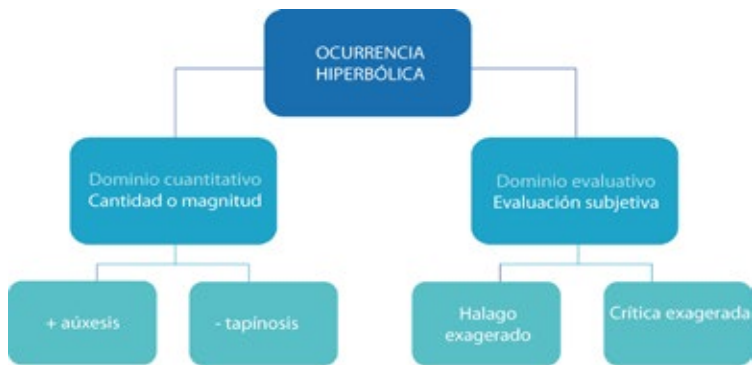 OCURRENCIA
HIPERBÓLICA
Dominio cuantitativo
Cantidad o magnitud
Dominio evaluativo
Evaluación subjetiva
+ aúxesis
- tapínosis
Halago
exagerado
Crítica exagerada